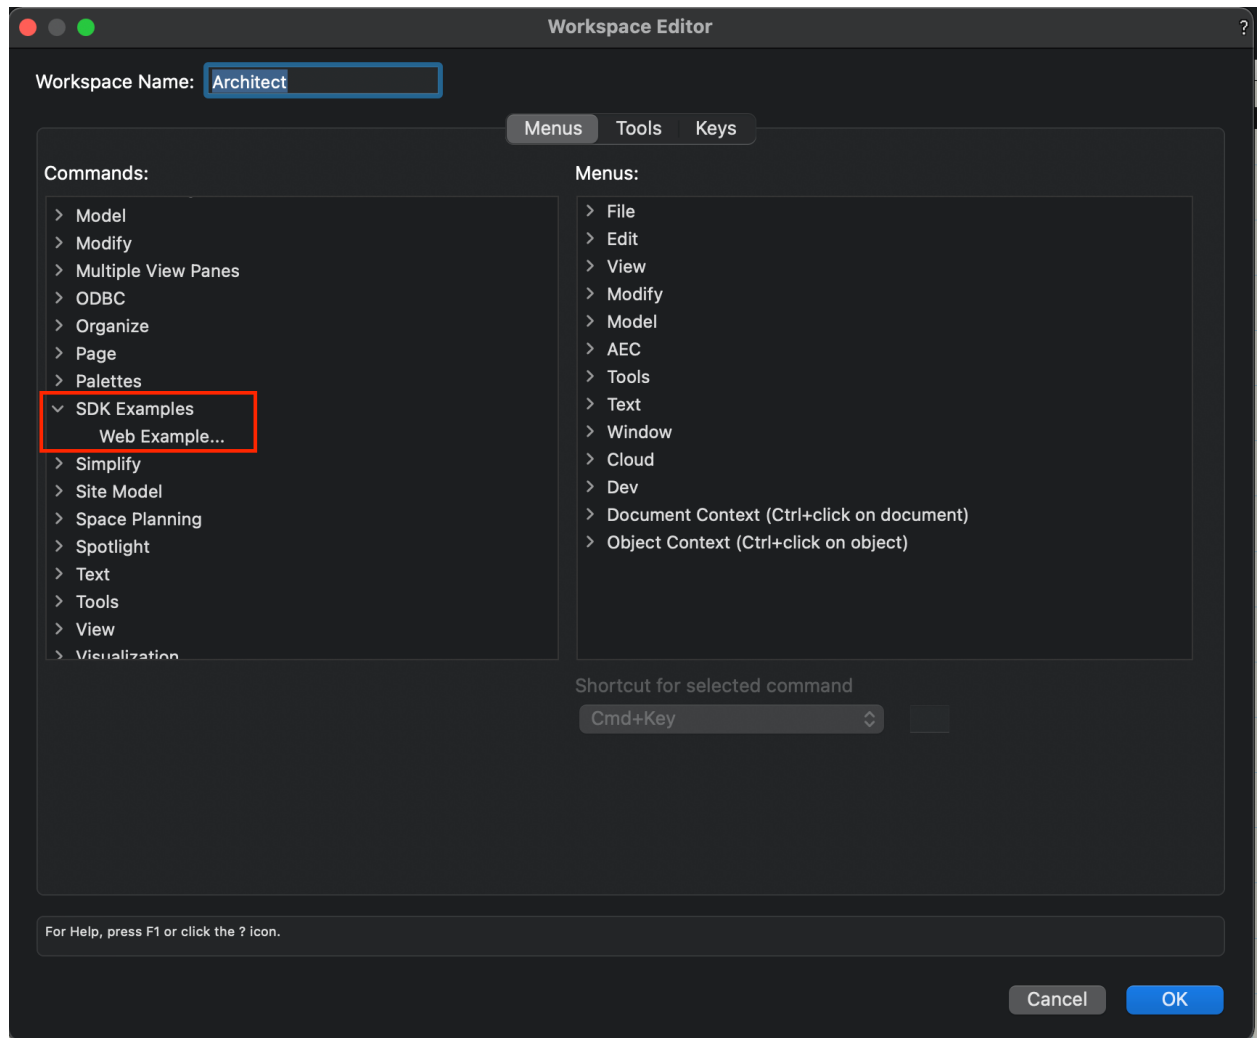 Workspace Editor
?
Workspace Name: Architect
Menus Tools Keys
Commands:
Model
Modify
Multiple View Panes
ODBC
Organize
Page
Palettes
SDK Examples
Web Example...
Simplify
Site Model
Space Planning
Spotlight
Text
Tools
View
Visualization
Menus:
File
Edit
View
Modify
Model
AEC
Tools
Text
Window
Cloud
Dev
Document Context (Ctrl+click on document)
Object Context (Ctrl+click on object)
Shortcut for selected command
Cmd+Key
For Help, press F1 or click the ? icon.
Cancel OK